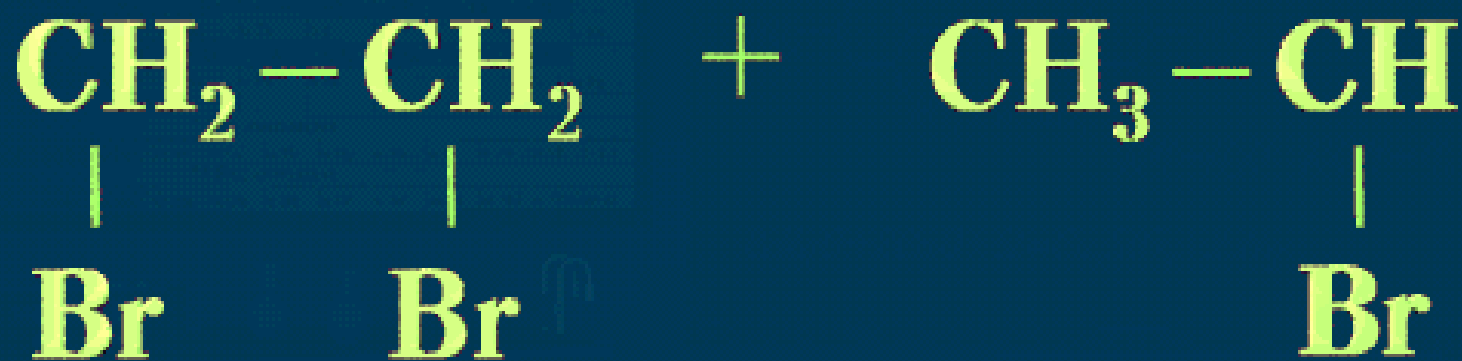 CH₂—CH₂ + CH₃—CH
| | |
Br Br Br